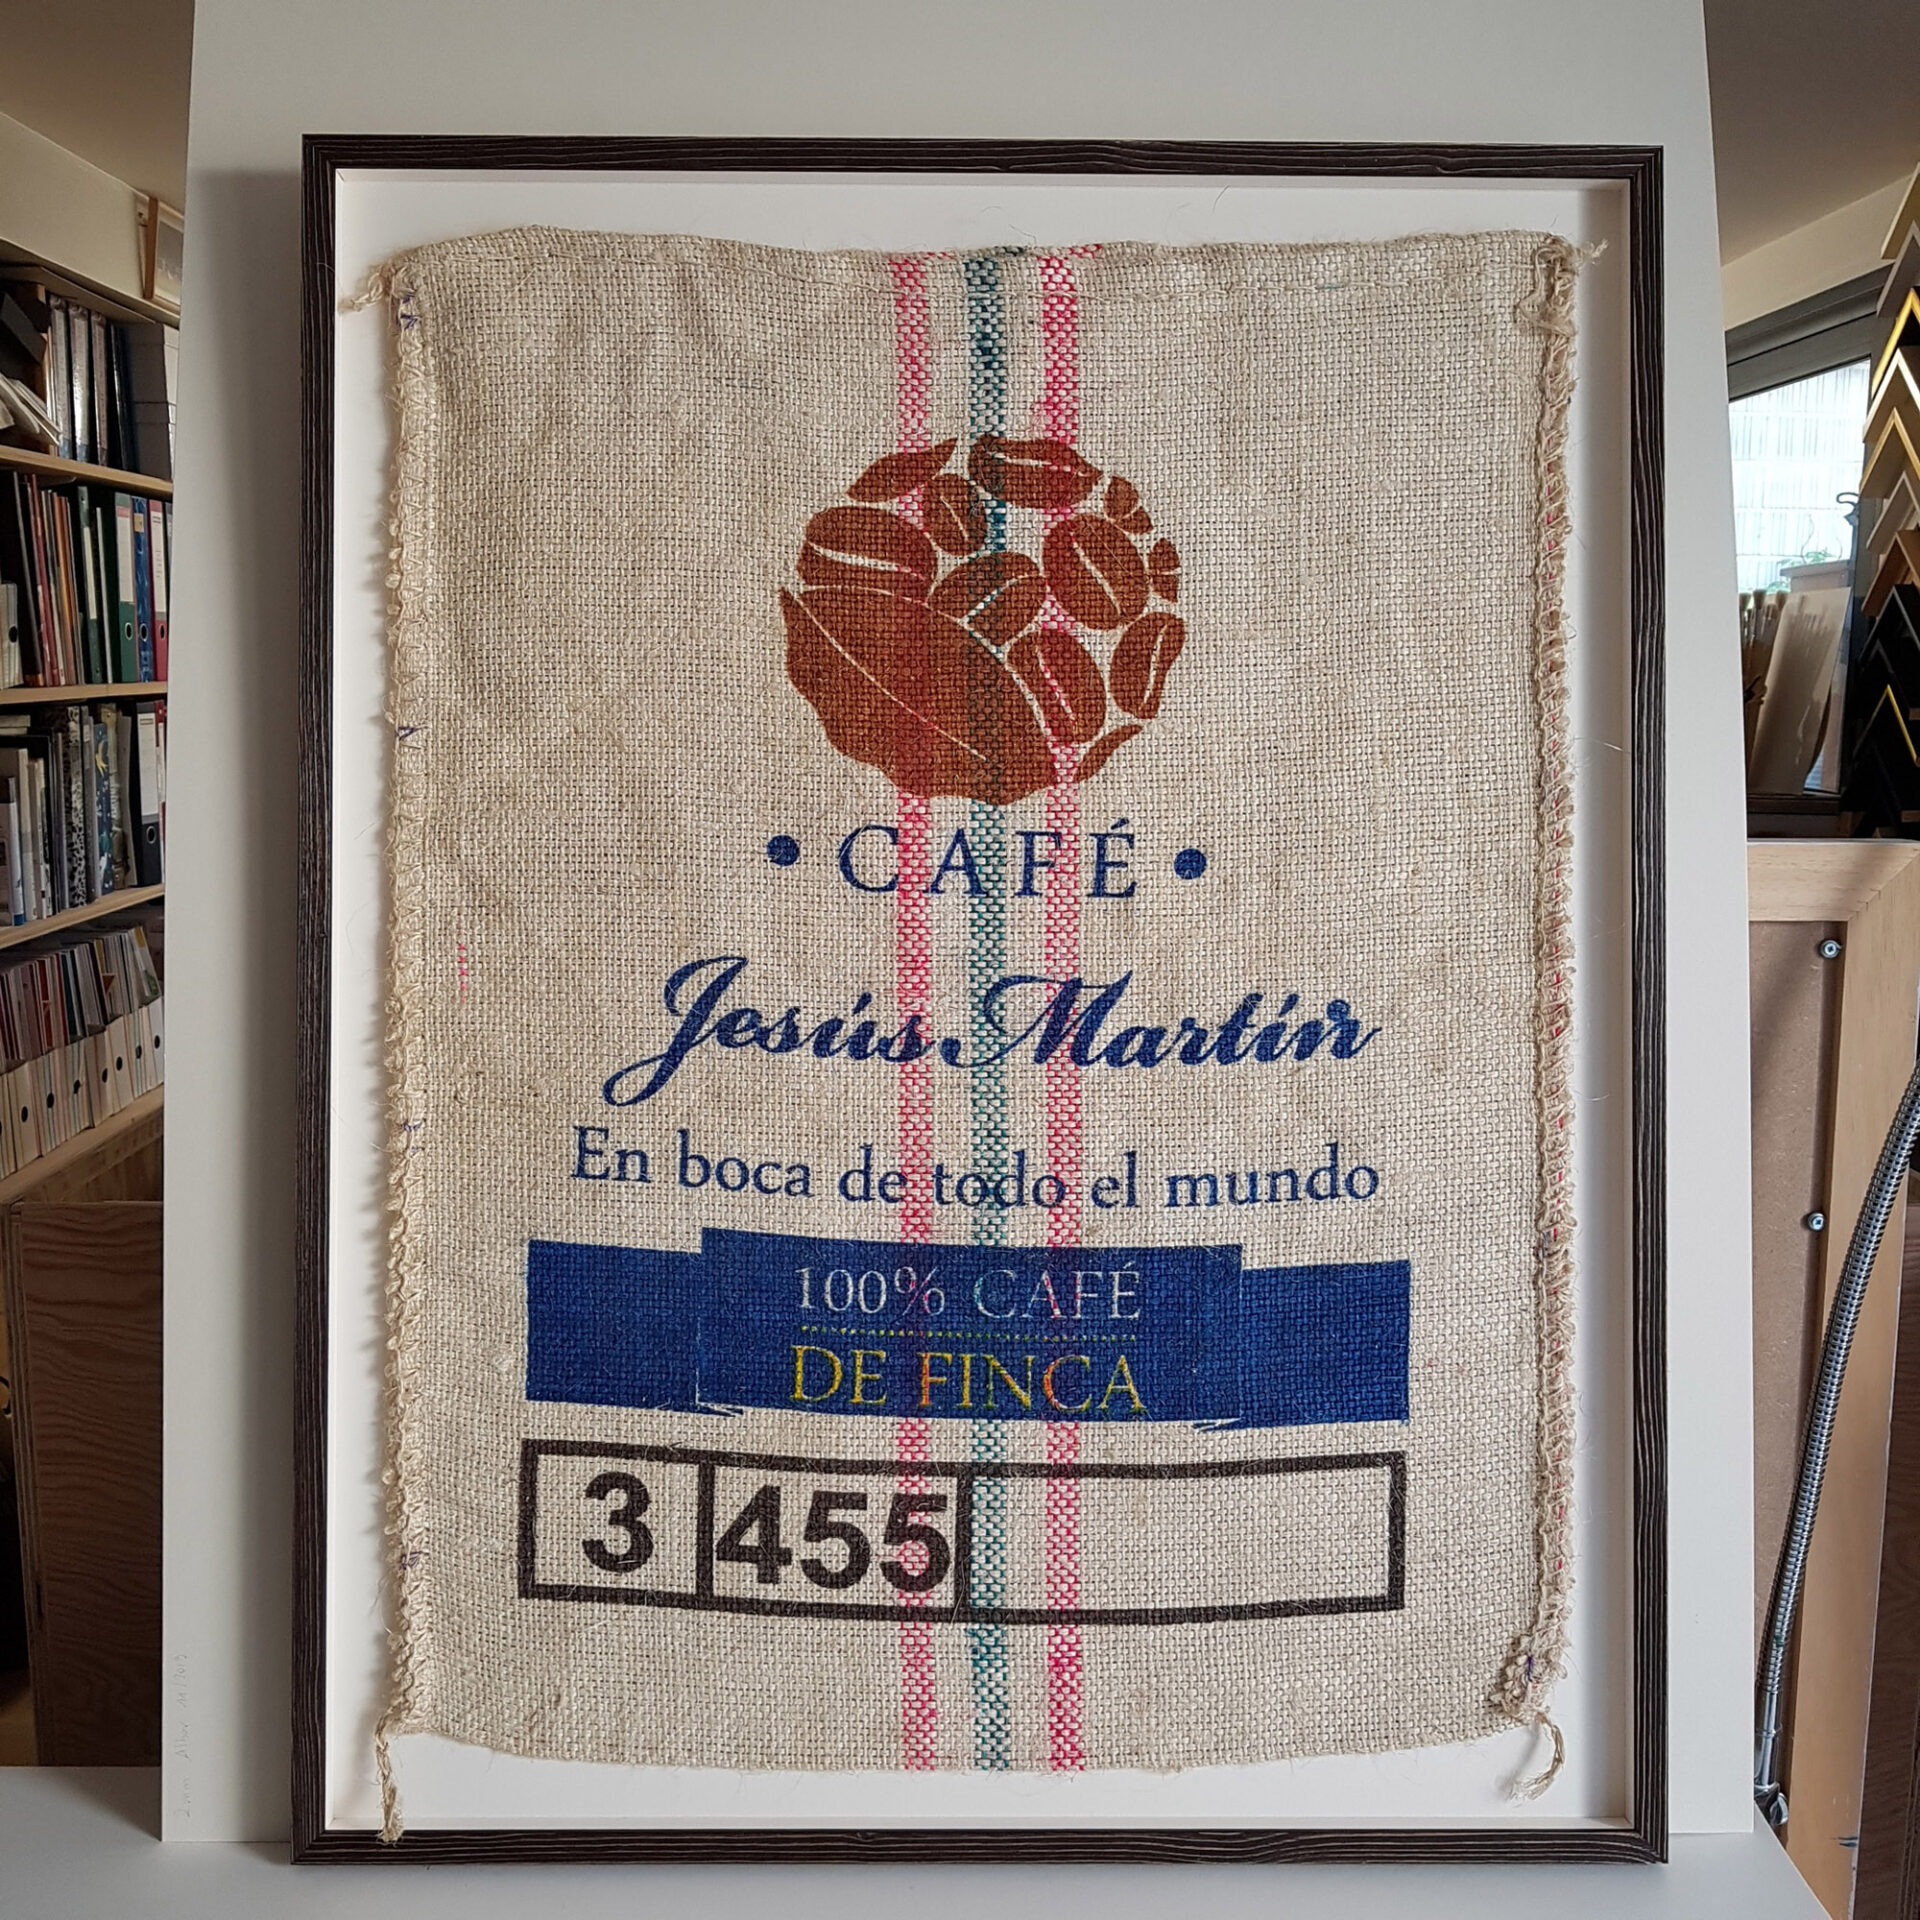 • CAFÉ •
Jesús Martín
En boca de todo el mundo
100% CAFÉ
DE FINCA
3 455